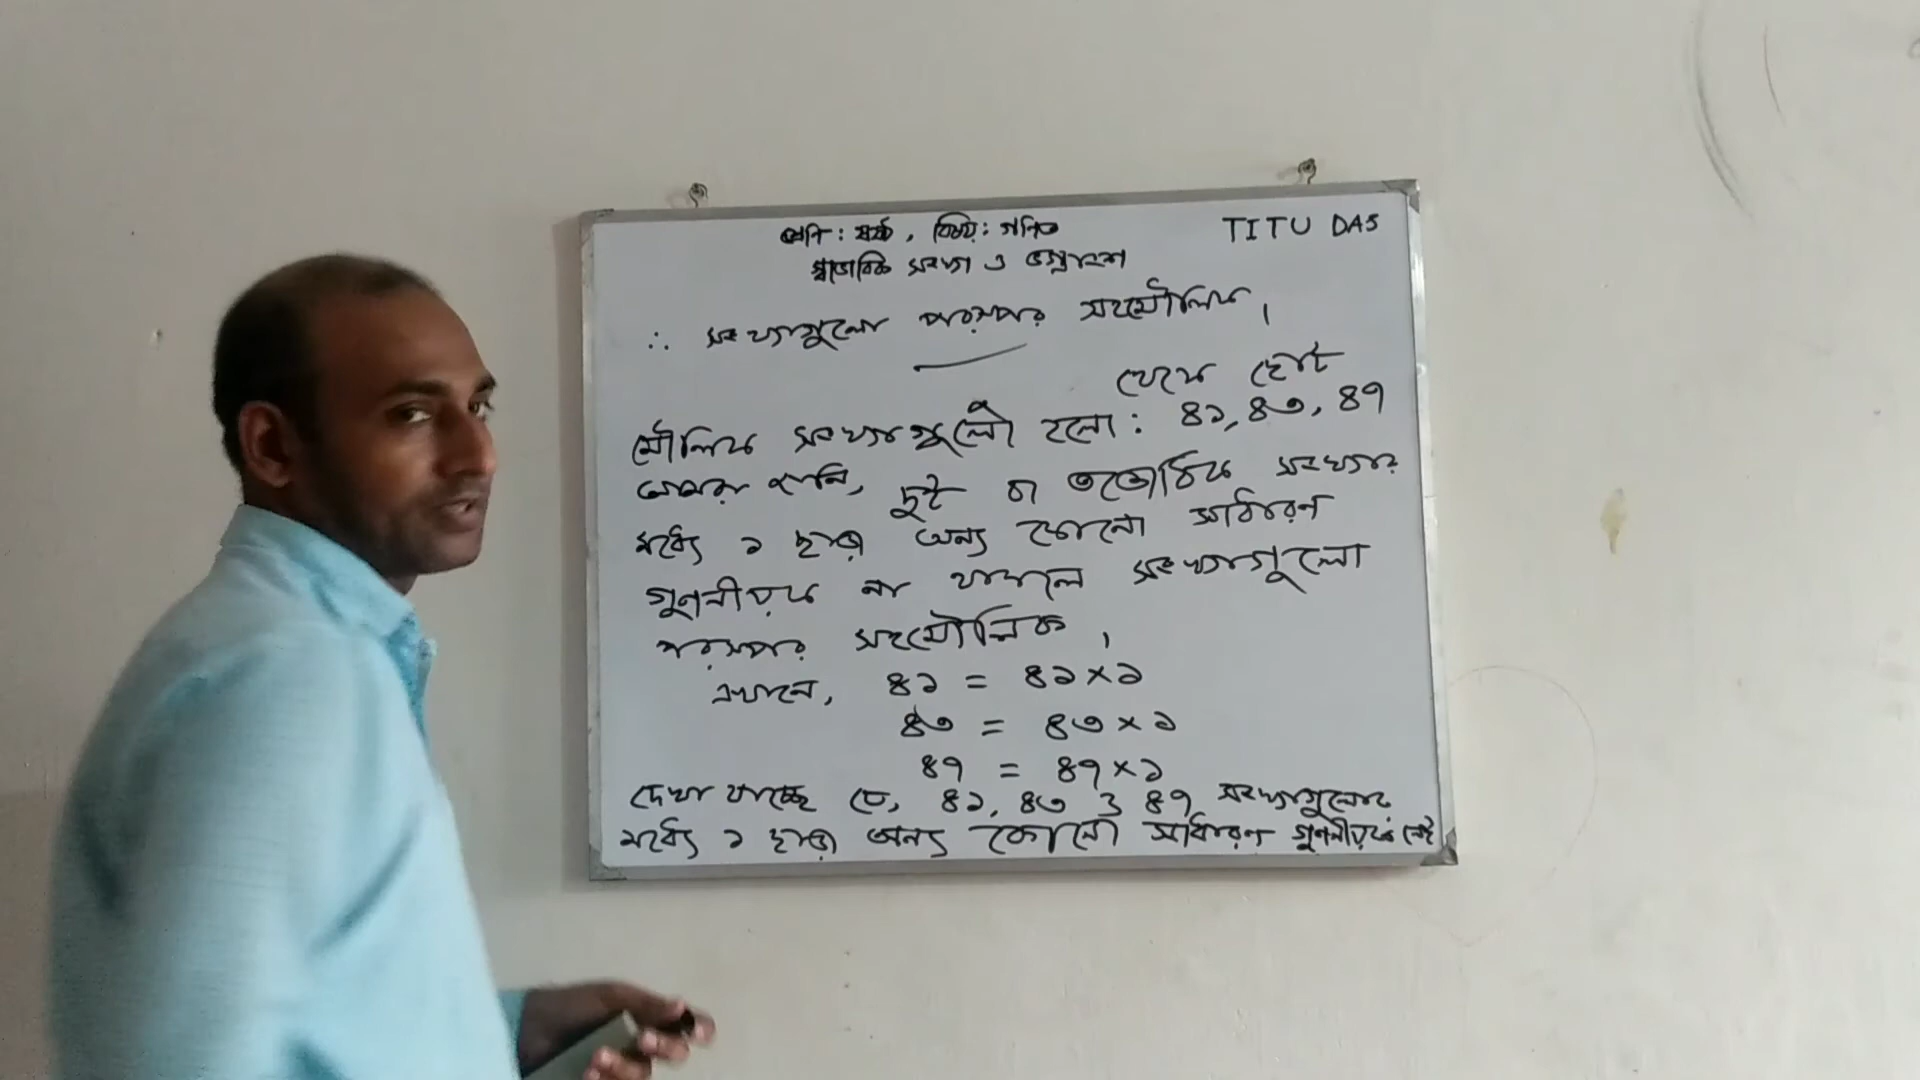 শ্রেণি: ষষ্ঠ, বিষয়: গণিত
TITU DAS
স্বাভাবিক সংখ্যা ও ভগ্নাংশ
∴ সংখ্যাগুলো পরস্পর সহমৌলিক।
থেকে ছোট
মৌলিক সংখ্যাগুলো হলো: ৪১, ৪৩, ৪৭
আমরা জানি, দুই বা ততোধিক সংখ্যার
মধ্যে ১ ছাড়া অন্য কোনো সাধারণ
গুণনীয়ক না থাকলে সংখ্যাগুলো
পরস্পর সহমৌলিক।
এখানে, ৪১ = ৪১×১
৪৩ = ৪৩×১
৪৭ = ৪৭×১
দেখা যাচ্ছে যে, ৪১, ৪৩ ও ৪৭ সংখ্যাগুলোর
মধ্যে ১ ছাড়া অন্য কোনো সাধারণ গুণনীয়ক নেই